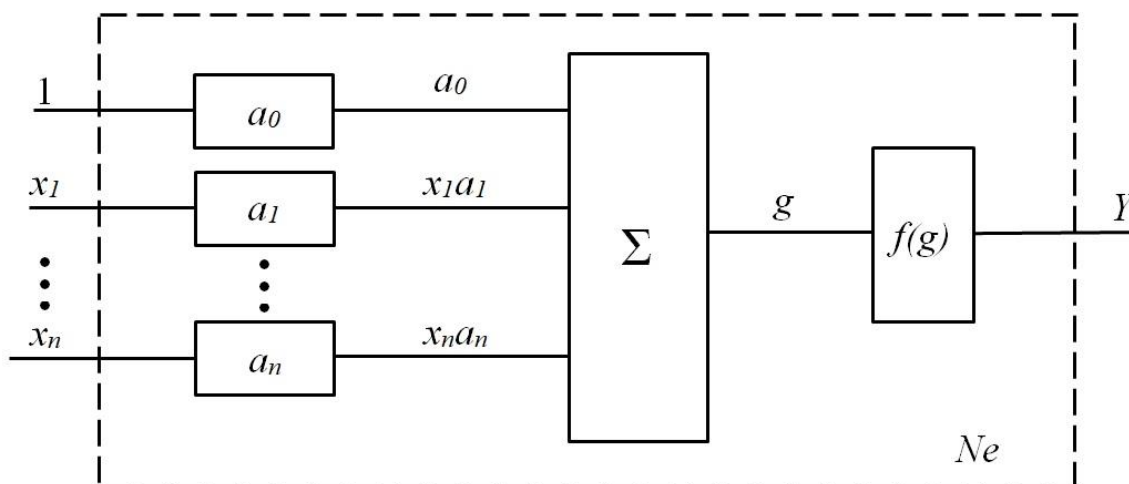 1 a₀ a₀
x₁ a₁ x₁a₁
Σ g f(g) Y
xₙ aₙ xₙaₙ
Ne